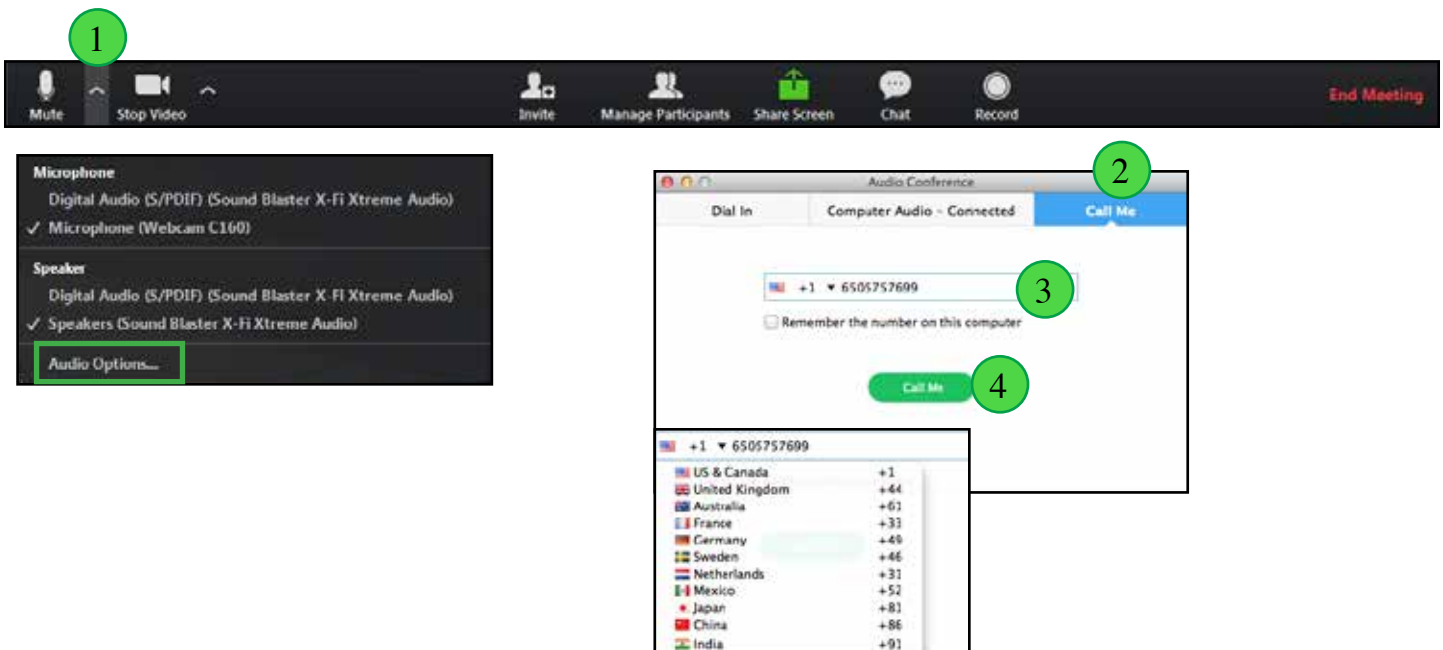 1
Mute
Stop Video
Invite
Manage Participants
Share Screen
Chat
Record
End Meeting
Microphone
Digital Audio (S/PDIF) (Sound Blaster X-Fi Xtreme Audio)
✓ Microphone (Webcam C160)
Speaker
Digital Audio (S/PDIF) (Sound Blaster X-Fi Xtreme Audio)
✓ Speakers (Sound Blaster X-Fi Xtreme Audio)
Audio Options...
Audio Conference
2
Dial In
Computer Audio - Connected
Call Me
+1 ▼ 6505757699
3
Remember the number on this computer
Call Me
4
+1 ▼ 6505757699
US & Canada +1
United Kingdom +44
Australia +61
France +33
Germany +49
Sweden +46
Netherlands +31
Mexico +52
Japan +81
China +86
India +91